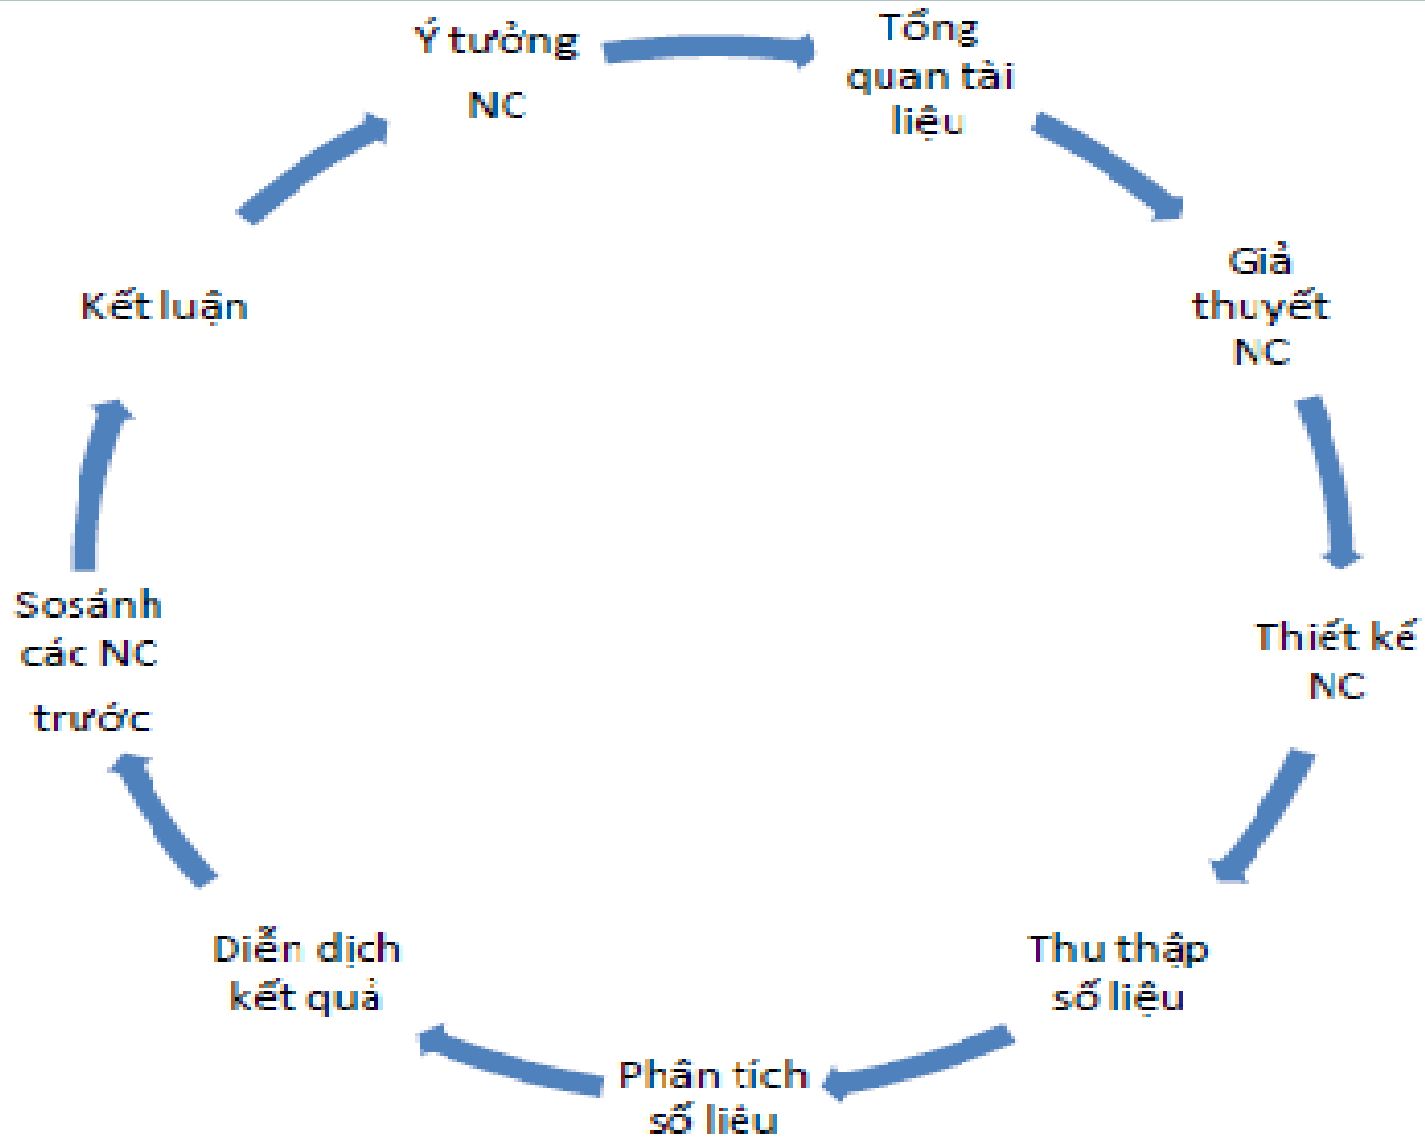 Ý tưởng
NC
Tổng
quan tài
liệu
Giả
thuyết
NC
Thiết kế
NC
Thu thập
số liệu
Phân tích
số liệu
Diễn dịch
kết quả
Sosánh
các NC
trước
Kết luận